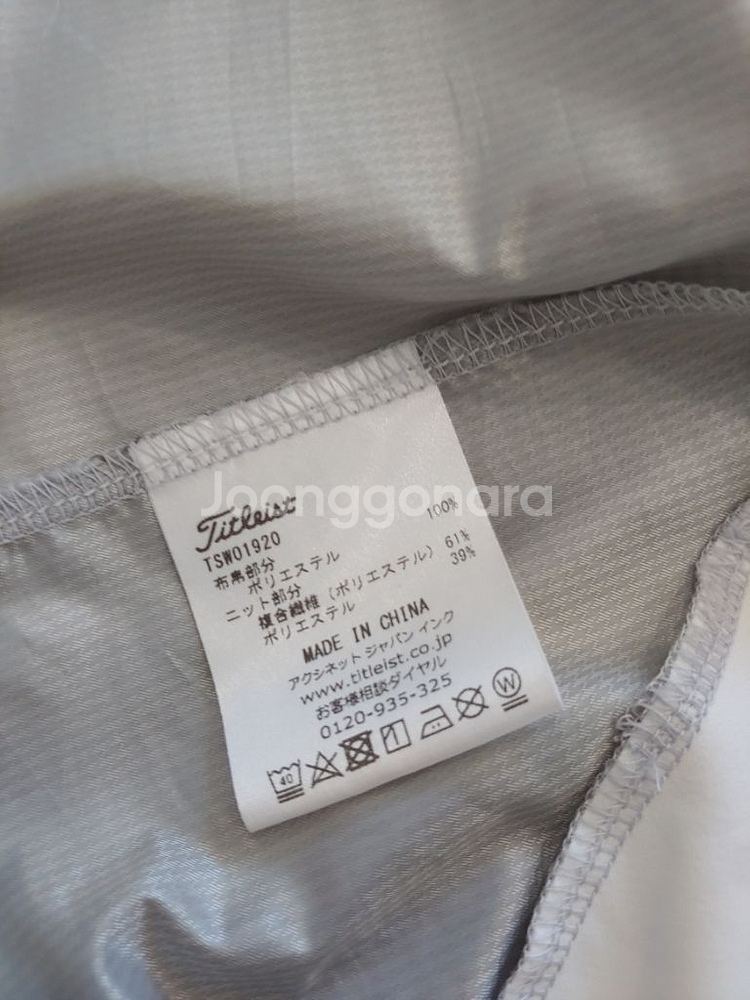 Joonggonara
Titleist
TSW01920
布帛部分
ポリエステル 100%
ニット部分
複合繊維(ポリエステル) 61%
ポリエステル 39%
MADE IN CHINA
アクシネット ジャパン インク
www.titleist.co.jp
お客様相談ダイヤル
0120-935-325
40
W